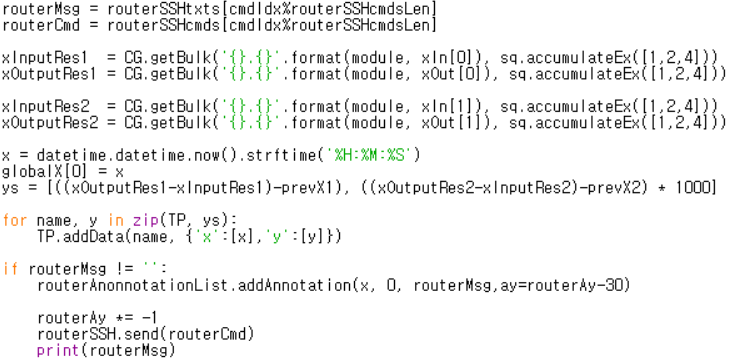 routerMsg = routerSSHtxts[cmdIdx%routerSSHcmdsLen]
routerCmd = routerSSHcmds[cmdIdx%routerSSHcmdsLen]
xInputRes1  = CG.getBulk('{}.{}'.format(module, xIn[0]), sq.accumulateEx([1,2,4]))
xOutputRes1 = CG.getBulk('{}.{}'.format(module, xOut[0]), sq.accumulateEx([1,2,4]))
xInputRes2  = CG.getBulk('{}.{}'.format(module, xIn[1]), sq.accumulateEx([1,2,4]))
xOutputRes2 = CG.getBulk('{}.{}'.format(module, xOut[1]), sq.accumulateEx([1,2,4]))
x = datetime.datetime.now().strftime('%H:%M:%S')
globalX[0] = x
ys = [((xOutputRes1-xInputRes1)-prevX1), ((xOutputRes2-xInputRes2)-prevX2) * 1000]
for name, y in zip(TP, ys):
    TP.addData(name, {'x':[x],'y':[y]})
if routerMsg != '':
    routerAnonnotationList.addAnnotation(x, 0, routerMsg,ay=routerAy-30)
    routerAy *= -1
    routerSSH.send(routerCmd)
    print(routerMsg)